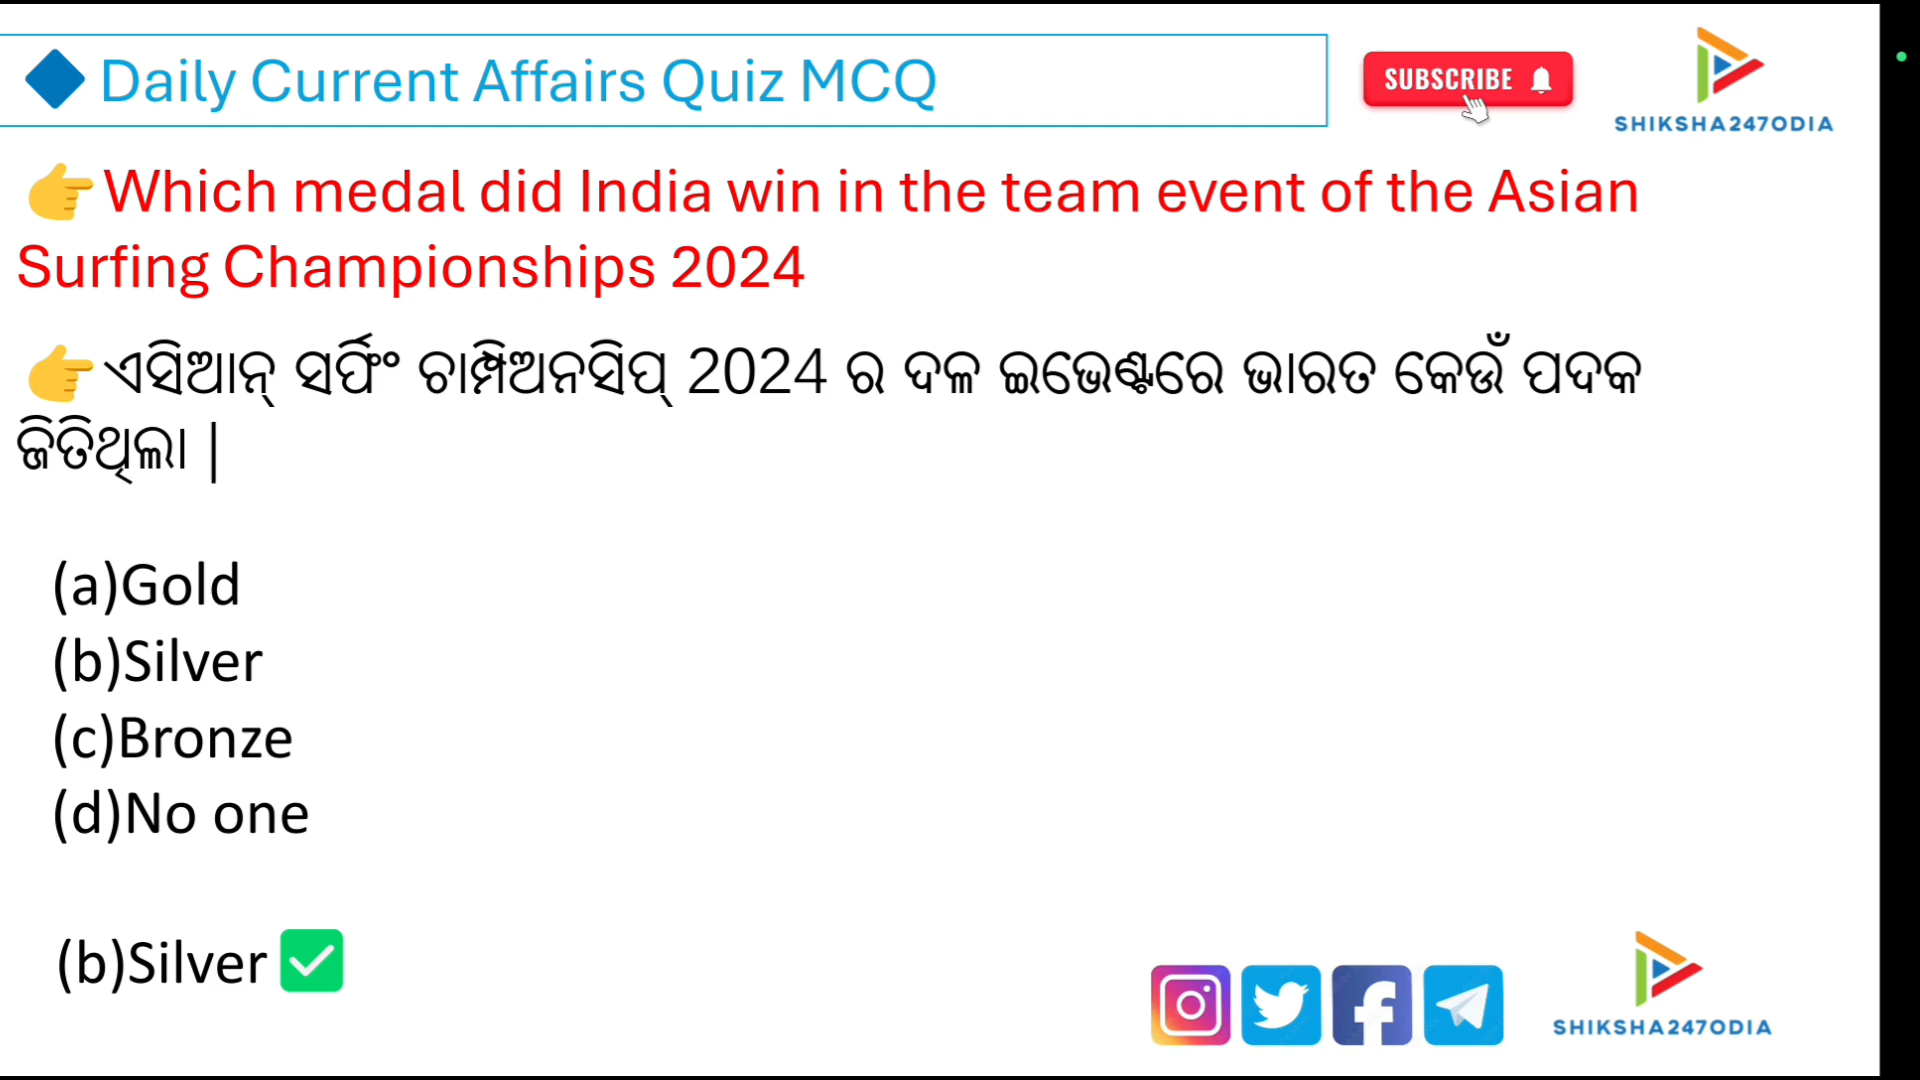 Daily Current Affairs Quiz MCQ
SUBSCRIBE
SHIKSHA247ODIA
Which medal did India win in the team event of the Asian
Surfing Championships 2024
ଏସିଆନ୍ ସର୍ଫିଂ ଚାମ୍ପିଅନସିପ୍ 2024 ର ଦଳ ଇଭେଣ୍ଟରେ ଭାରତ କେଉଁ ପଦକ
ଜିତିଥିଲା |
(a)Gold
(b)Silver
(c)Bronze
(d)No one
(b)Silver
SHIKSHA247ODIA